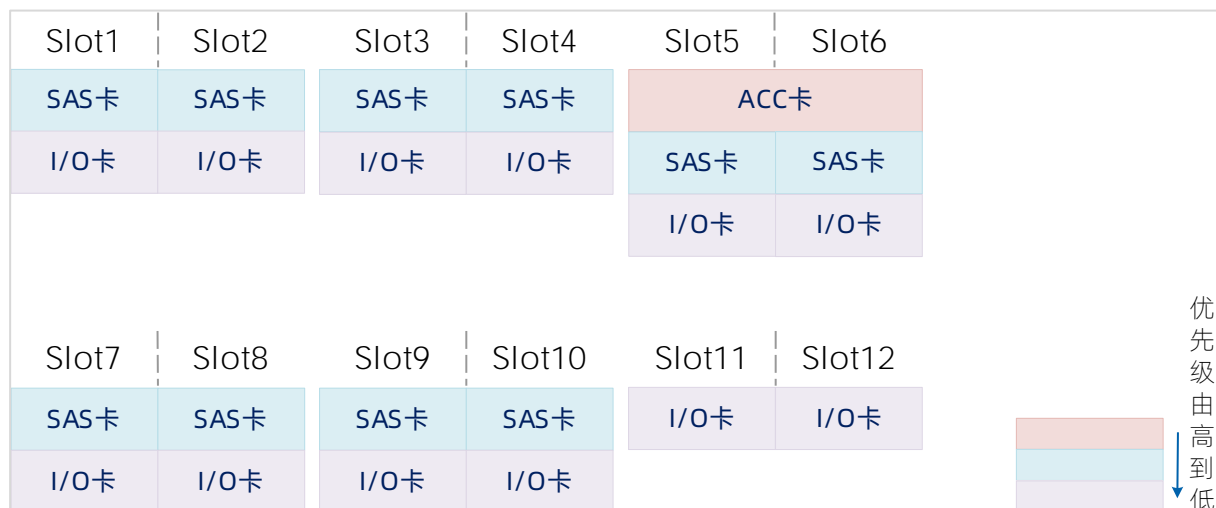 Slot1 Slot2 Slot3 Slot4 Slot5 Slot6
SAS卡 SAS卡 SAS卡 SAS卡 ACC卡
I/O卡 I/O卡 I/O卡 I/O卡 SAS卡 SAS卡
I/O卡 I/O卡
Slot7 Slot8 Slot9 Slot10 Slot11 Slot12
SAS卡 SAS卡 SAS卡 SAS卡 I/O卡 I/O卡
I/O卡 I/O卡 I/O卡 I/O卡
优先级由高到低